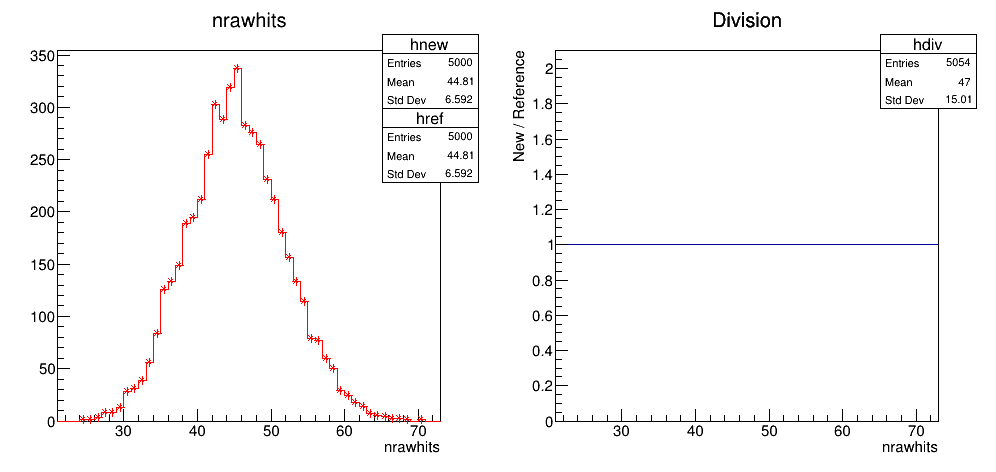 nrawhits
hnew
Entries 5000
Mean 44.81
Std Dev 6.592
href
Entries 5000
Mean 44.81
Std Dev 6.592
350
300
250
200
150
100
50
0
30 40 50 60 70
nrawhits
Division
hdiv
Entries 5054
Mean 47
Std Dev 15.01
New / Reference
2
1.8
1.6
1.4
1.2
1
0.8
0.6
0.4
0.2
0
30 40 50 60 70
nrawhits